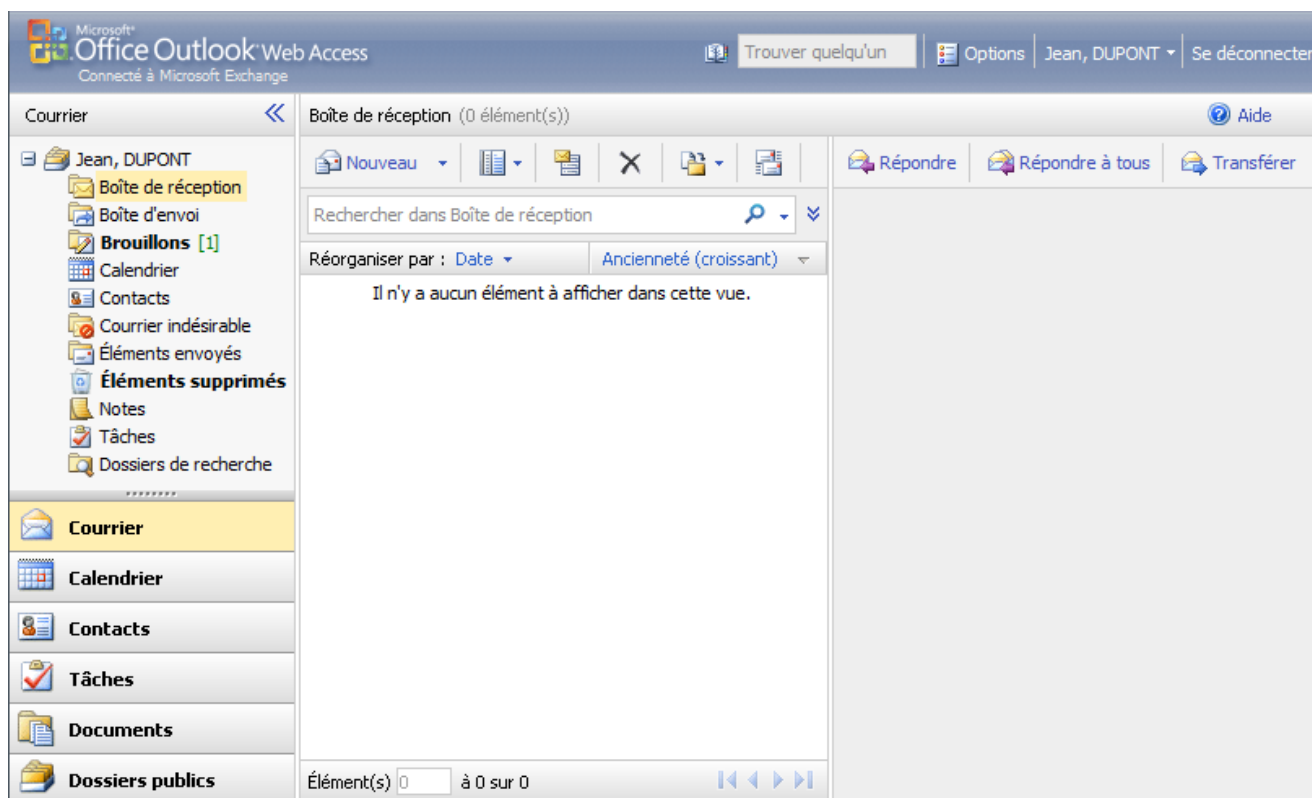 Microsoft®
Office Outlook Web Access
Connecté à Microsoft Exchange
Trouver quelqu'un
Options
Jean, DUPONT
Se déconnecter
Courrier
Boîte de réception (0 élément(s))
Aide
Jean, DUPONT
Boîte de réception
Boîte d'envoi
Brouillons [1]
Calendrier
Contacts
Courrier indésirable
Éléments envoyés
Éléments supprimés
Notes
Tâches
Dossiers de recherche
Courrier
Calendrier
Contacts
Tâches
Documents
Dossiers publics
Nouveau
Rechercher dans Boîte de réception
Réorganiser par : Date
Ancienneté (croissant)
Il n'y a aucun élément à afficher dans cette vue.
Élément(s) 0 à 0 sur 0
Répondre
Répondre à tous
Transférer